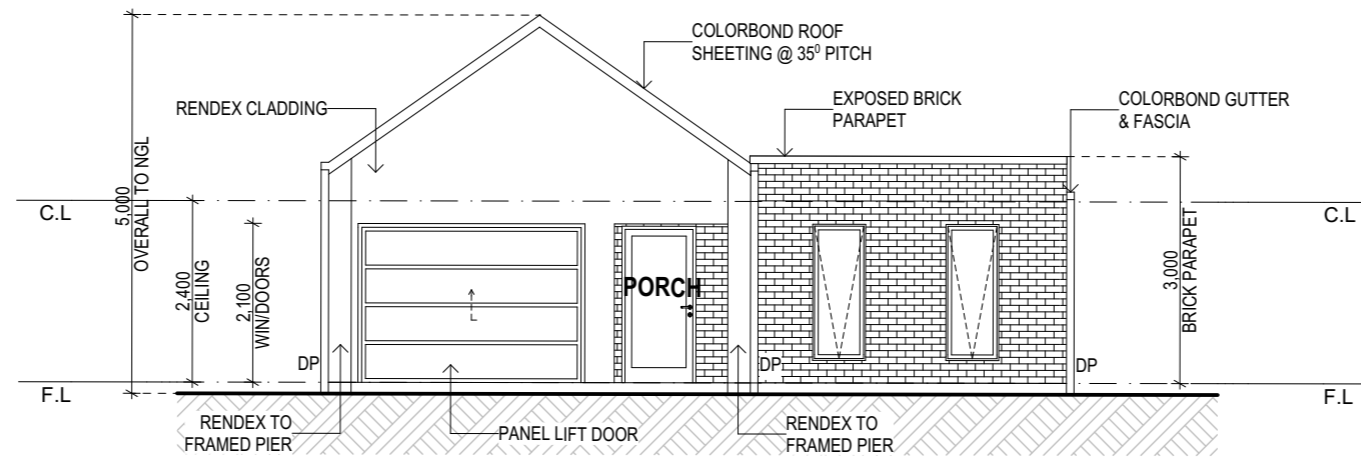 COLORBOND ROOF
SHEETING @ 35⁰ PITCH
RENDEX CLADDING
EXPOSED BRICK
PARAPET
COLORBOND GUTTER
& FASCIA
5,000
OVERALL TO NGL
C.L
C.L
2,400
CEILING
2,100
WIN/DOORS
PORCH
L
3,000
BRICK PARAPET
DP
DP
DP
F.L
F.L
RENDEX TO
FRAMED PIER
PANEL LIFT DOOR
RENDEX TO
FRAMED PIER